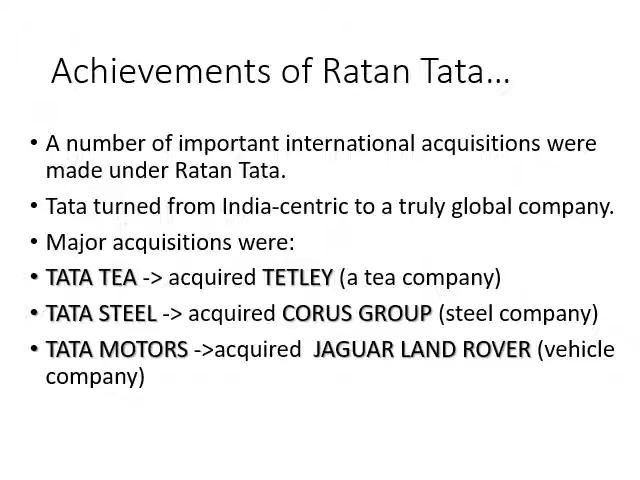 Achievements of Ratan Tata…
• A number of important international acquisitions were
made under Ratan Tata.
• Tata turned from India-centric to a truly global company.
• Major acquisitions were:
• TATA TEA -> acquired TETLEY (a tea company)
• TATA STEEL -> acquired CORUS GROUP (steel company)
• TATA MOTORS ->acquired  JAGUAR LAND ROVER (vehicle
company)